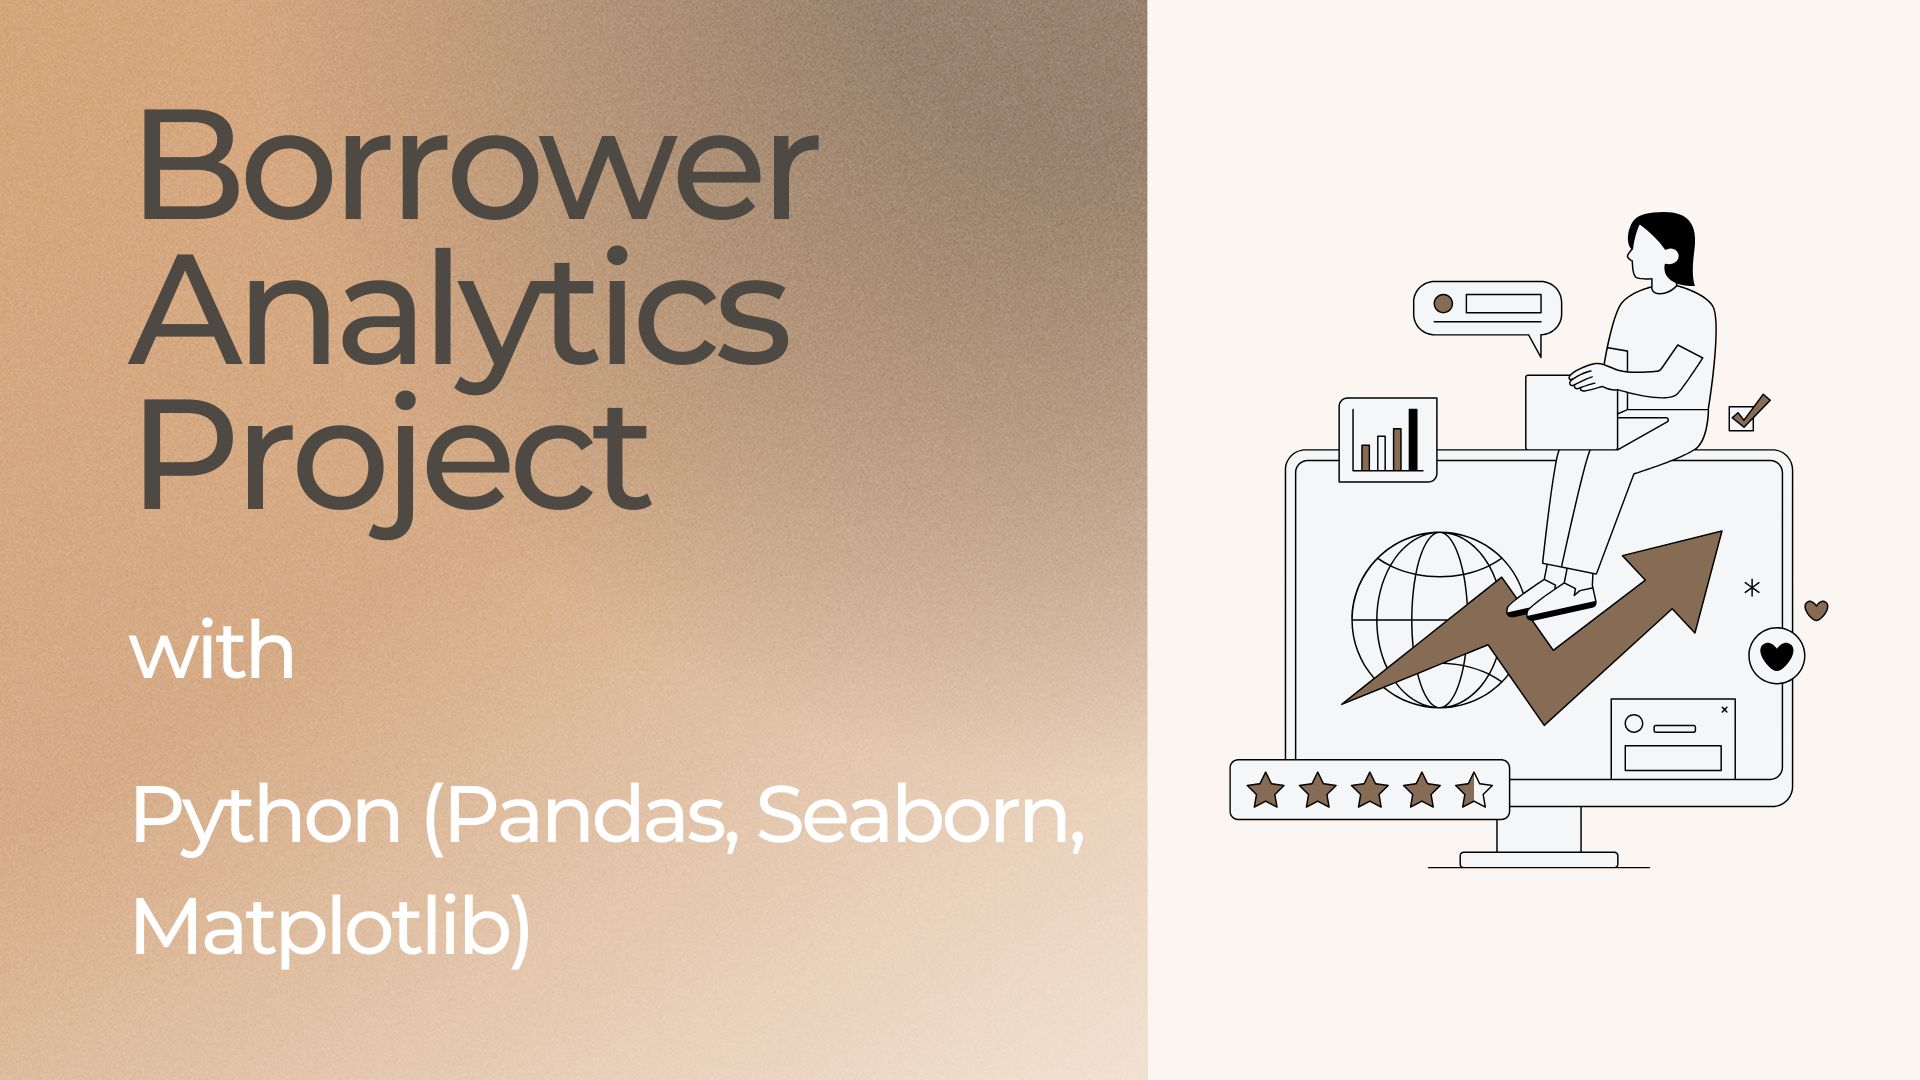 Borrower
Analytics
Project
with
Python (Pandas, Seaborn,
Matplotlib)